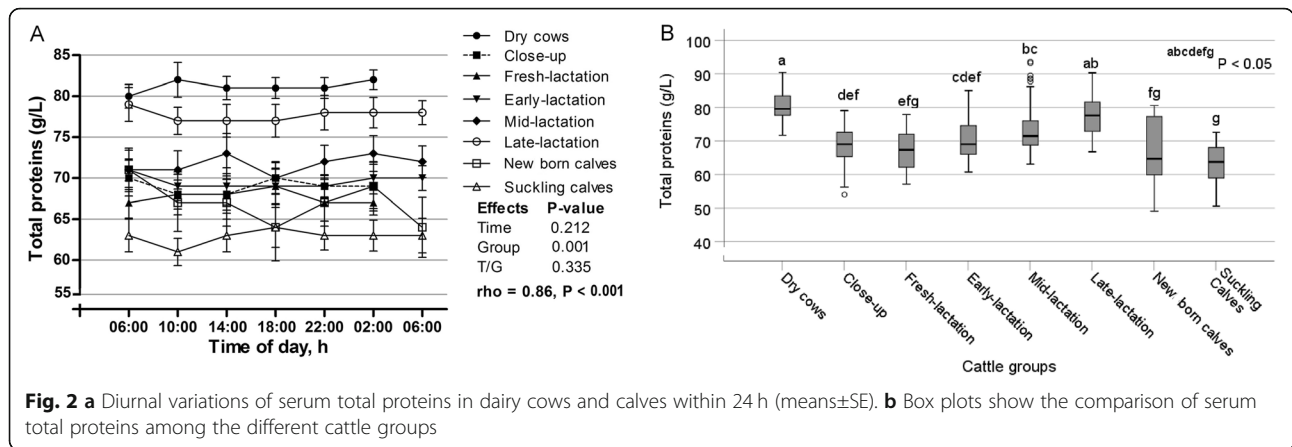 A
Total proteins (g/L)
85
80
75
70
65
60
55
06:00 10:00 14:00 18:00 22:00 02:00 06:00
Time of day, h
Dry cows
Close-up
Fresh-lactation
Early-lactation
Mid-lactation
Late-lactation
New born calves
Suckling calves
Effects P-value
Time 0.212
Group 0.001
T/G 0.335
rho = 0.86, P < 0.001
B
Total proteins (g/L)
100
90
80
70
60
50
40
a def efg cdef bc ab fg g
abcdefg P < 0.05
Dry cows
Close-up
Fresh-lactation
Early-lactation
Mid-lactation
Late-lactation
New. born calves
Suckling
Calves
Cattle groups
Fig. 2 a Diurnal variations of serum total proteins in dairy cows and calves within 24 h (means±SE). b Box plots show the comparison of serum
total proteins among the different cattle groups